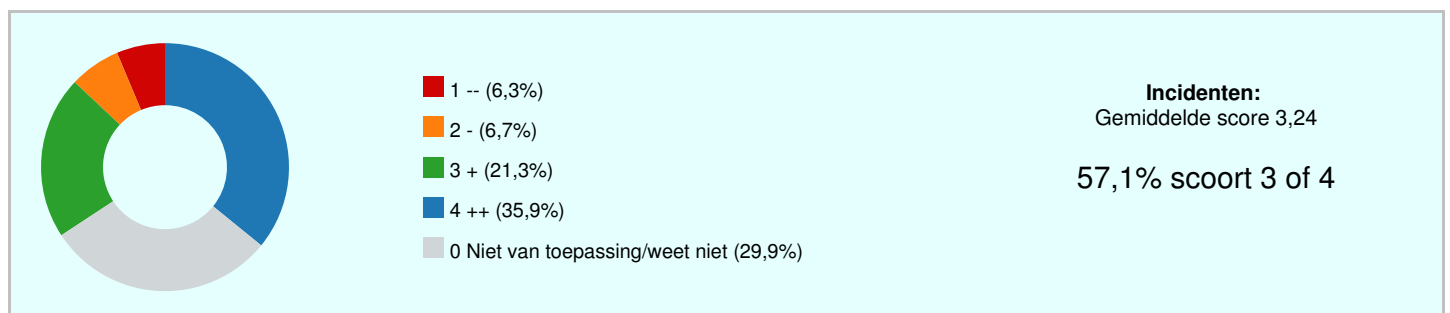 1 -- (6,3%)
2 - (6,7%)
3 + (21,3%)
4 ++ (35,9%)
0 Niet van toepassing/weet niet (29,9%)
Incidenten:
Gemiddelde score 3,24
57,1% scoort 3 of 4